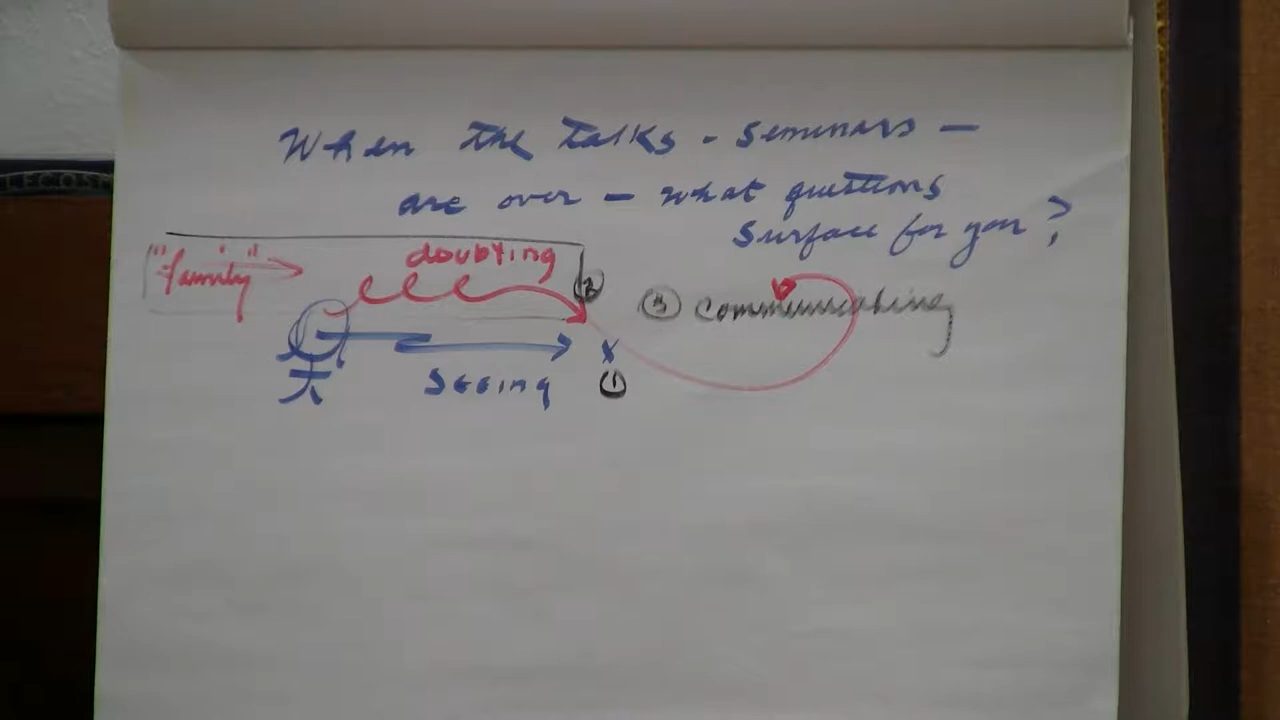 When the talks - seminars -
are over - what questions
surface for you?
"family"
doubting
②
③ communicating
seeing
x
①